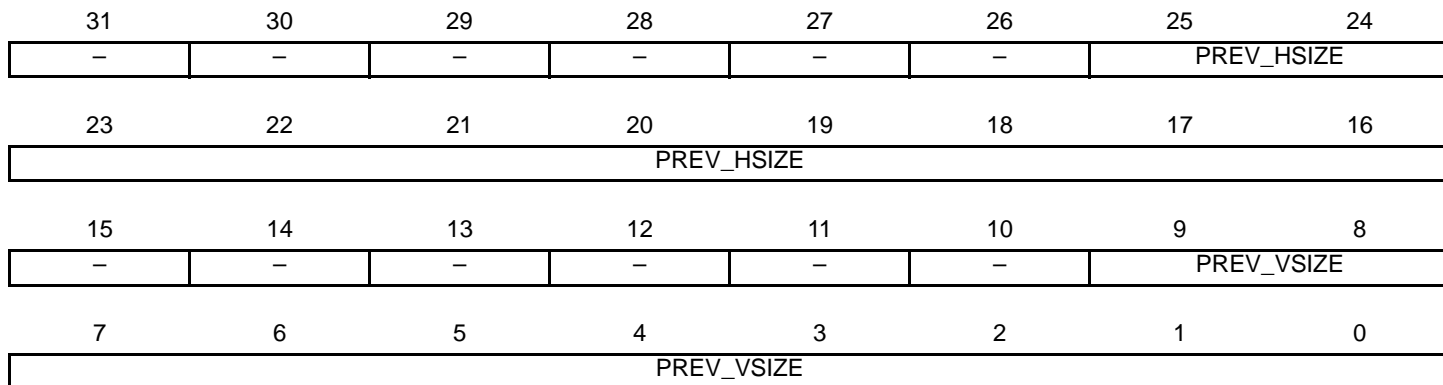 31 30 29 28 27 26 25 24
– – – – – – PREV_HSIZE
23 22 21 20 19 18 17 16
PREV_HSIZE
15 14 13 12 11 10 9 8
– – – – – – PREV_VSIZE
7 6 5 4 3 2 1 0
PREV_VSIZE